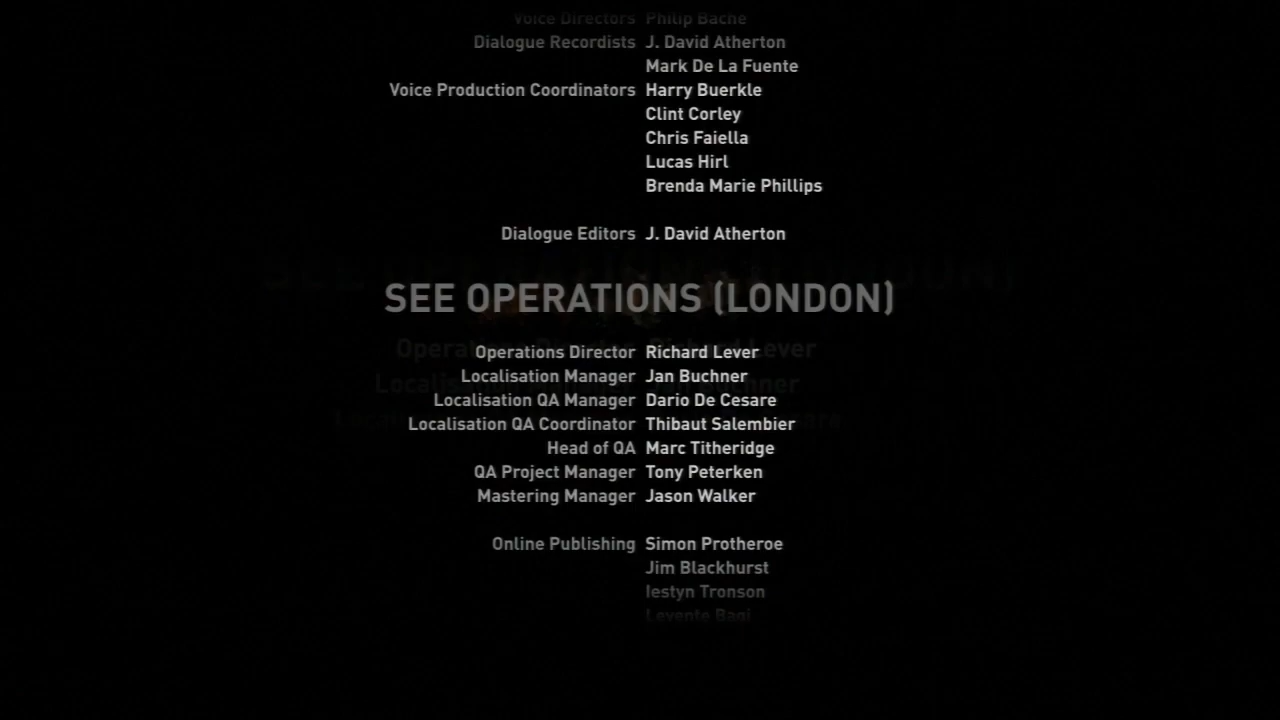 Voice Directors Philip Bache
Dialogue Recordists J. David Atherton
Mark De La Fuente
Voice Production Coordinators Harry Buerkle
Clint Corley
Chris Faiella
Lucas Hirl
Brenda Marie Phillips
Dialogue Editors J. David Atherton
SEE OPERATIONS (LONDON)
Operations Director Richard Lever
Localisation Manager Jan Buchner
Localisation QA Manager Dario De Cesare
Localisation QA Coordinator Thibaut Salembier
Head of QA Marc Titheridge
QA Project Manager Tony Peterken
Mastering Manager Jason Walker
Online Publishing Simon Protheroe
Jim Blackhurst
Iestyn Tronson
Levente Bagi